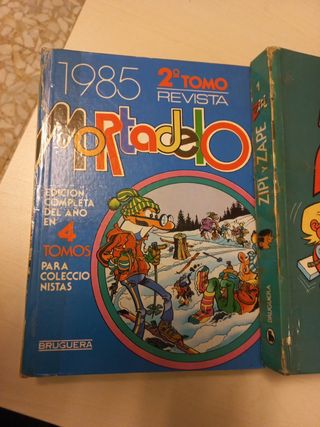 1985
2º TOMO
REVISTA
MORTADELO
EDICION
COMPLETA
DEL AÑO
EN
4
TOMOS
PARA
COLECCIO
NISTAS
BRUGUERA
ZIPI Y ZAPE
BRUGUERA